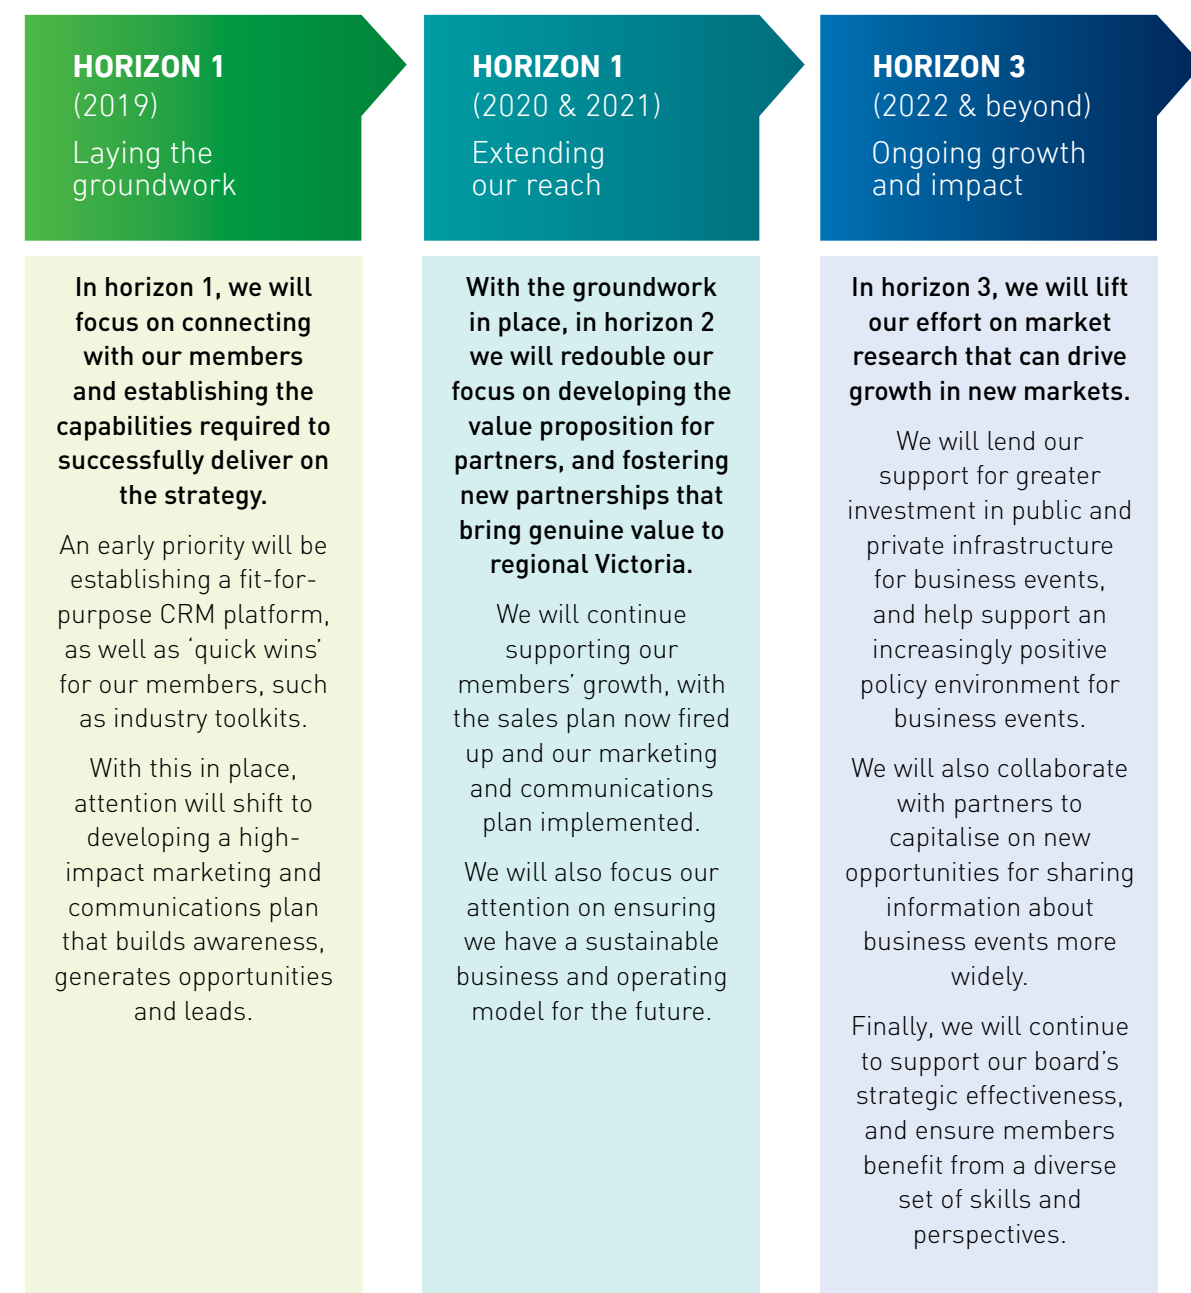 HORIZON 1
(2019)
Laying the
groundwork
In horizon 1, we will
focus on connecting
with our members
and establishing the
capabilities required to
successfully deliver on
the strategy.
An early priority will be
establishing a fit-for-
purpose CRM platform,
as well as ‘quick wins’
for our members, such
as industry toolkits.
With this in place,
attention will shift to
developing a high-
impact marketing and
communications plan
that builds awareness,
generates opportunities
and leads.
HORIZON 1
(2020 & 2021)
Extending
our reach
With the groundwork
in place, in horizon 2
we will redouble our
focus on developing the
value proposition for
partners, and fostering
new partnerships that
bring genuine value to
regional Victoria.
We will continue
supporting our
members’ growth, with
the sales plan now fired
up and our marketing
and communications
plan implemented.
We will also focus our
attention on ensuring
we have a sustainable
business and operating
model for the future.
HORIZON 3
(2022 & beyond)
Ongoing growth
and impact
In horizon 3, we will lift
our effort on market
research that can drive
growth in new markets.
We will lend our
support for greater
investment in public and
private infrastructure
for business events,
and help support an
increasingly positive
policy environment for
business events.
We will also collaborate
with partners to
capitalise on new
opportunities for sharing
information about
business events more
widely.
Finally, we will continue
to support our board’s
strategic effectiveness,
and ensure members
benefit from a diverse
set of skills and
perspectives.